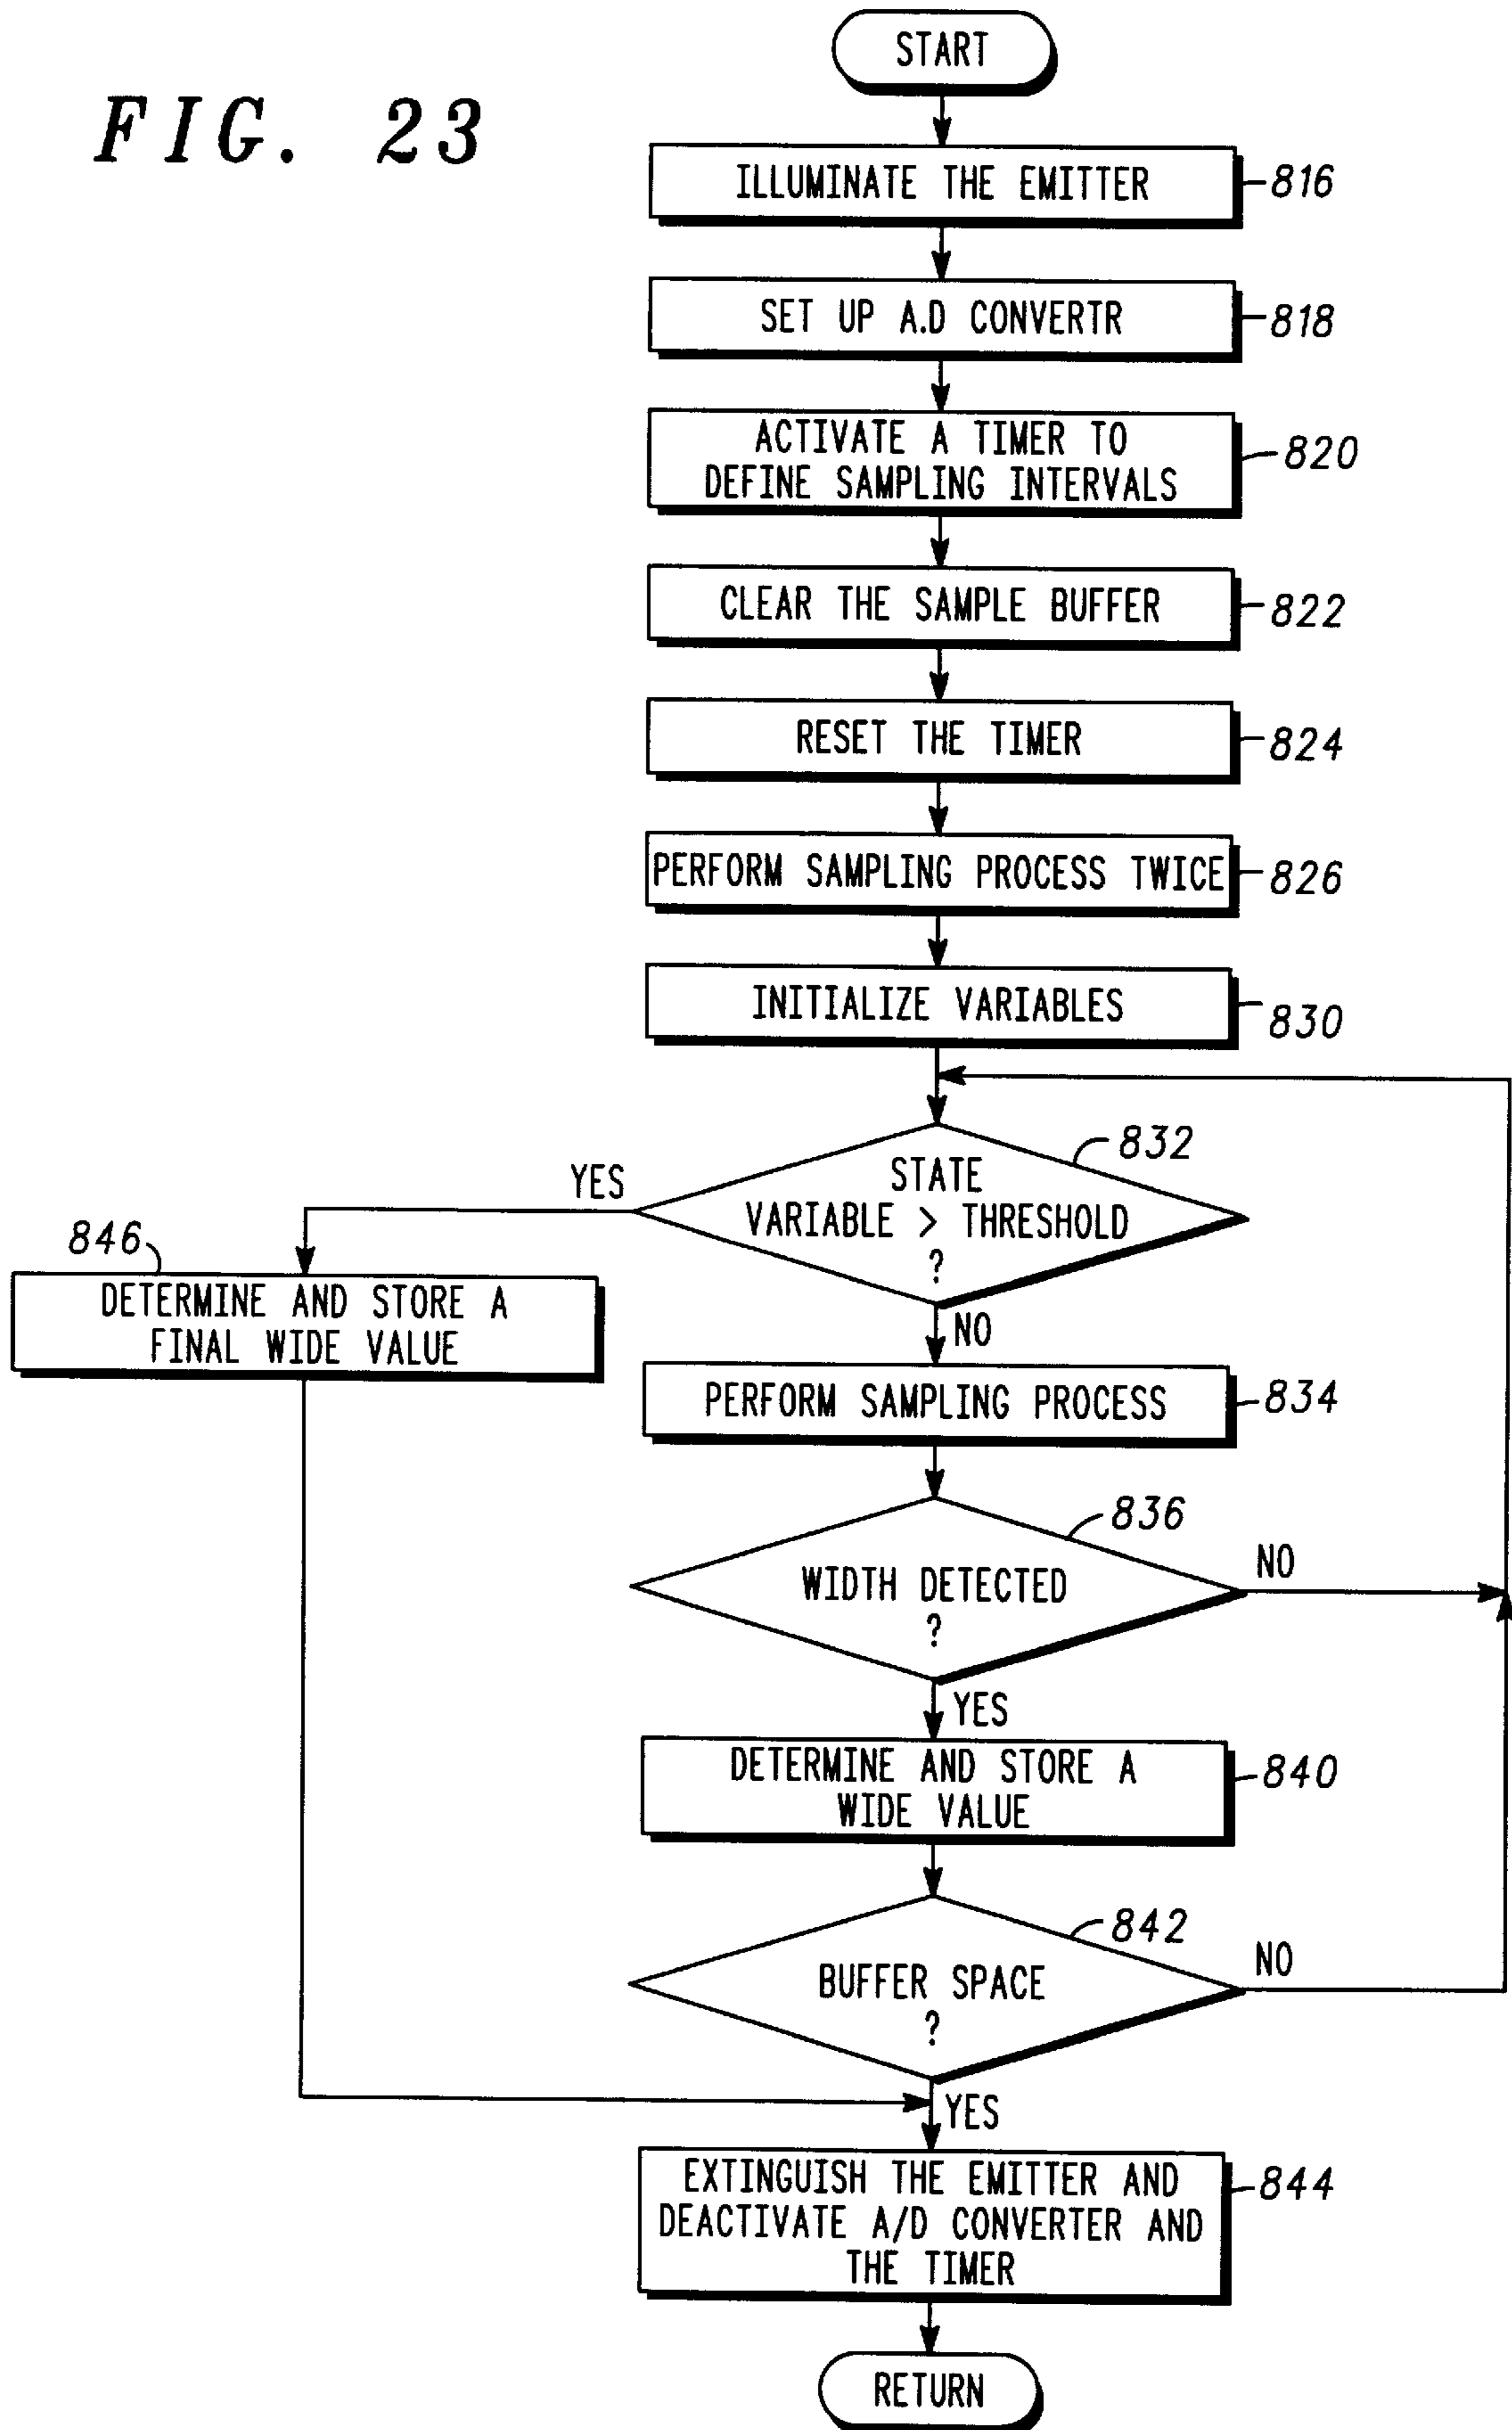 FIG. 23
START
ILLUMINATE THE EMITTER
816
SET UP A.D CONVERTR
818
ACTIVATE A TIMER TO
DEFINE SAMPLING INTERVALS
820
CLEAR THE SAMPLE BUFFER
822
RESET THE TIMER
824
PERFORM SAMPLING PROCESS TWICE
826
INITIALIZE VARIABLES
830
832
STATE
VARIABLE > THRESHOLD
?
YES
NO
846
DETERMINE AND STORE A
FINAL WIDE VALUE
PERFORM SAMPLING PROCESS
834
836
WIDTH DETECTED
?
NO
YES
DETERMINE AND STORE A
WIDE VALUE
840
842
BUFFER SPACE
?
NO
YES
EXTINGUISH THE EMITTER AND
DEACTIVATE A/D CONVERTER AND
THE TIMER
844
RETURN